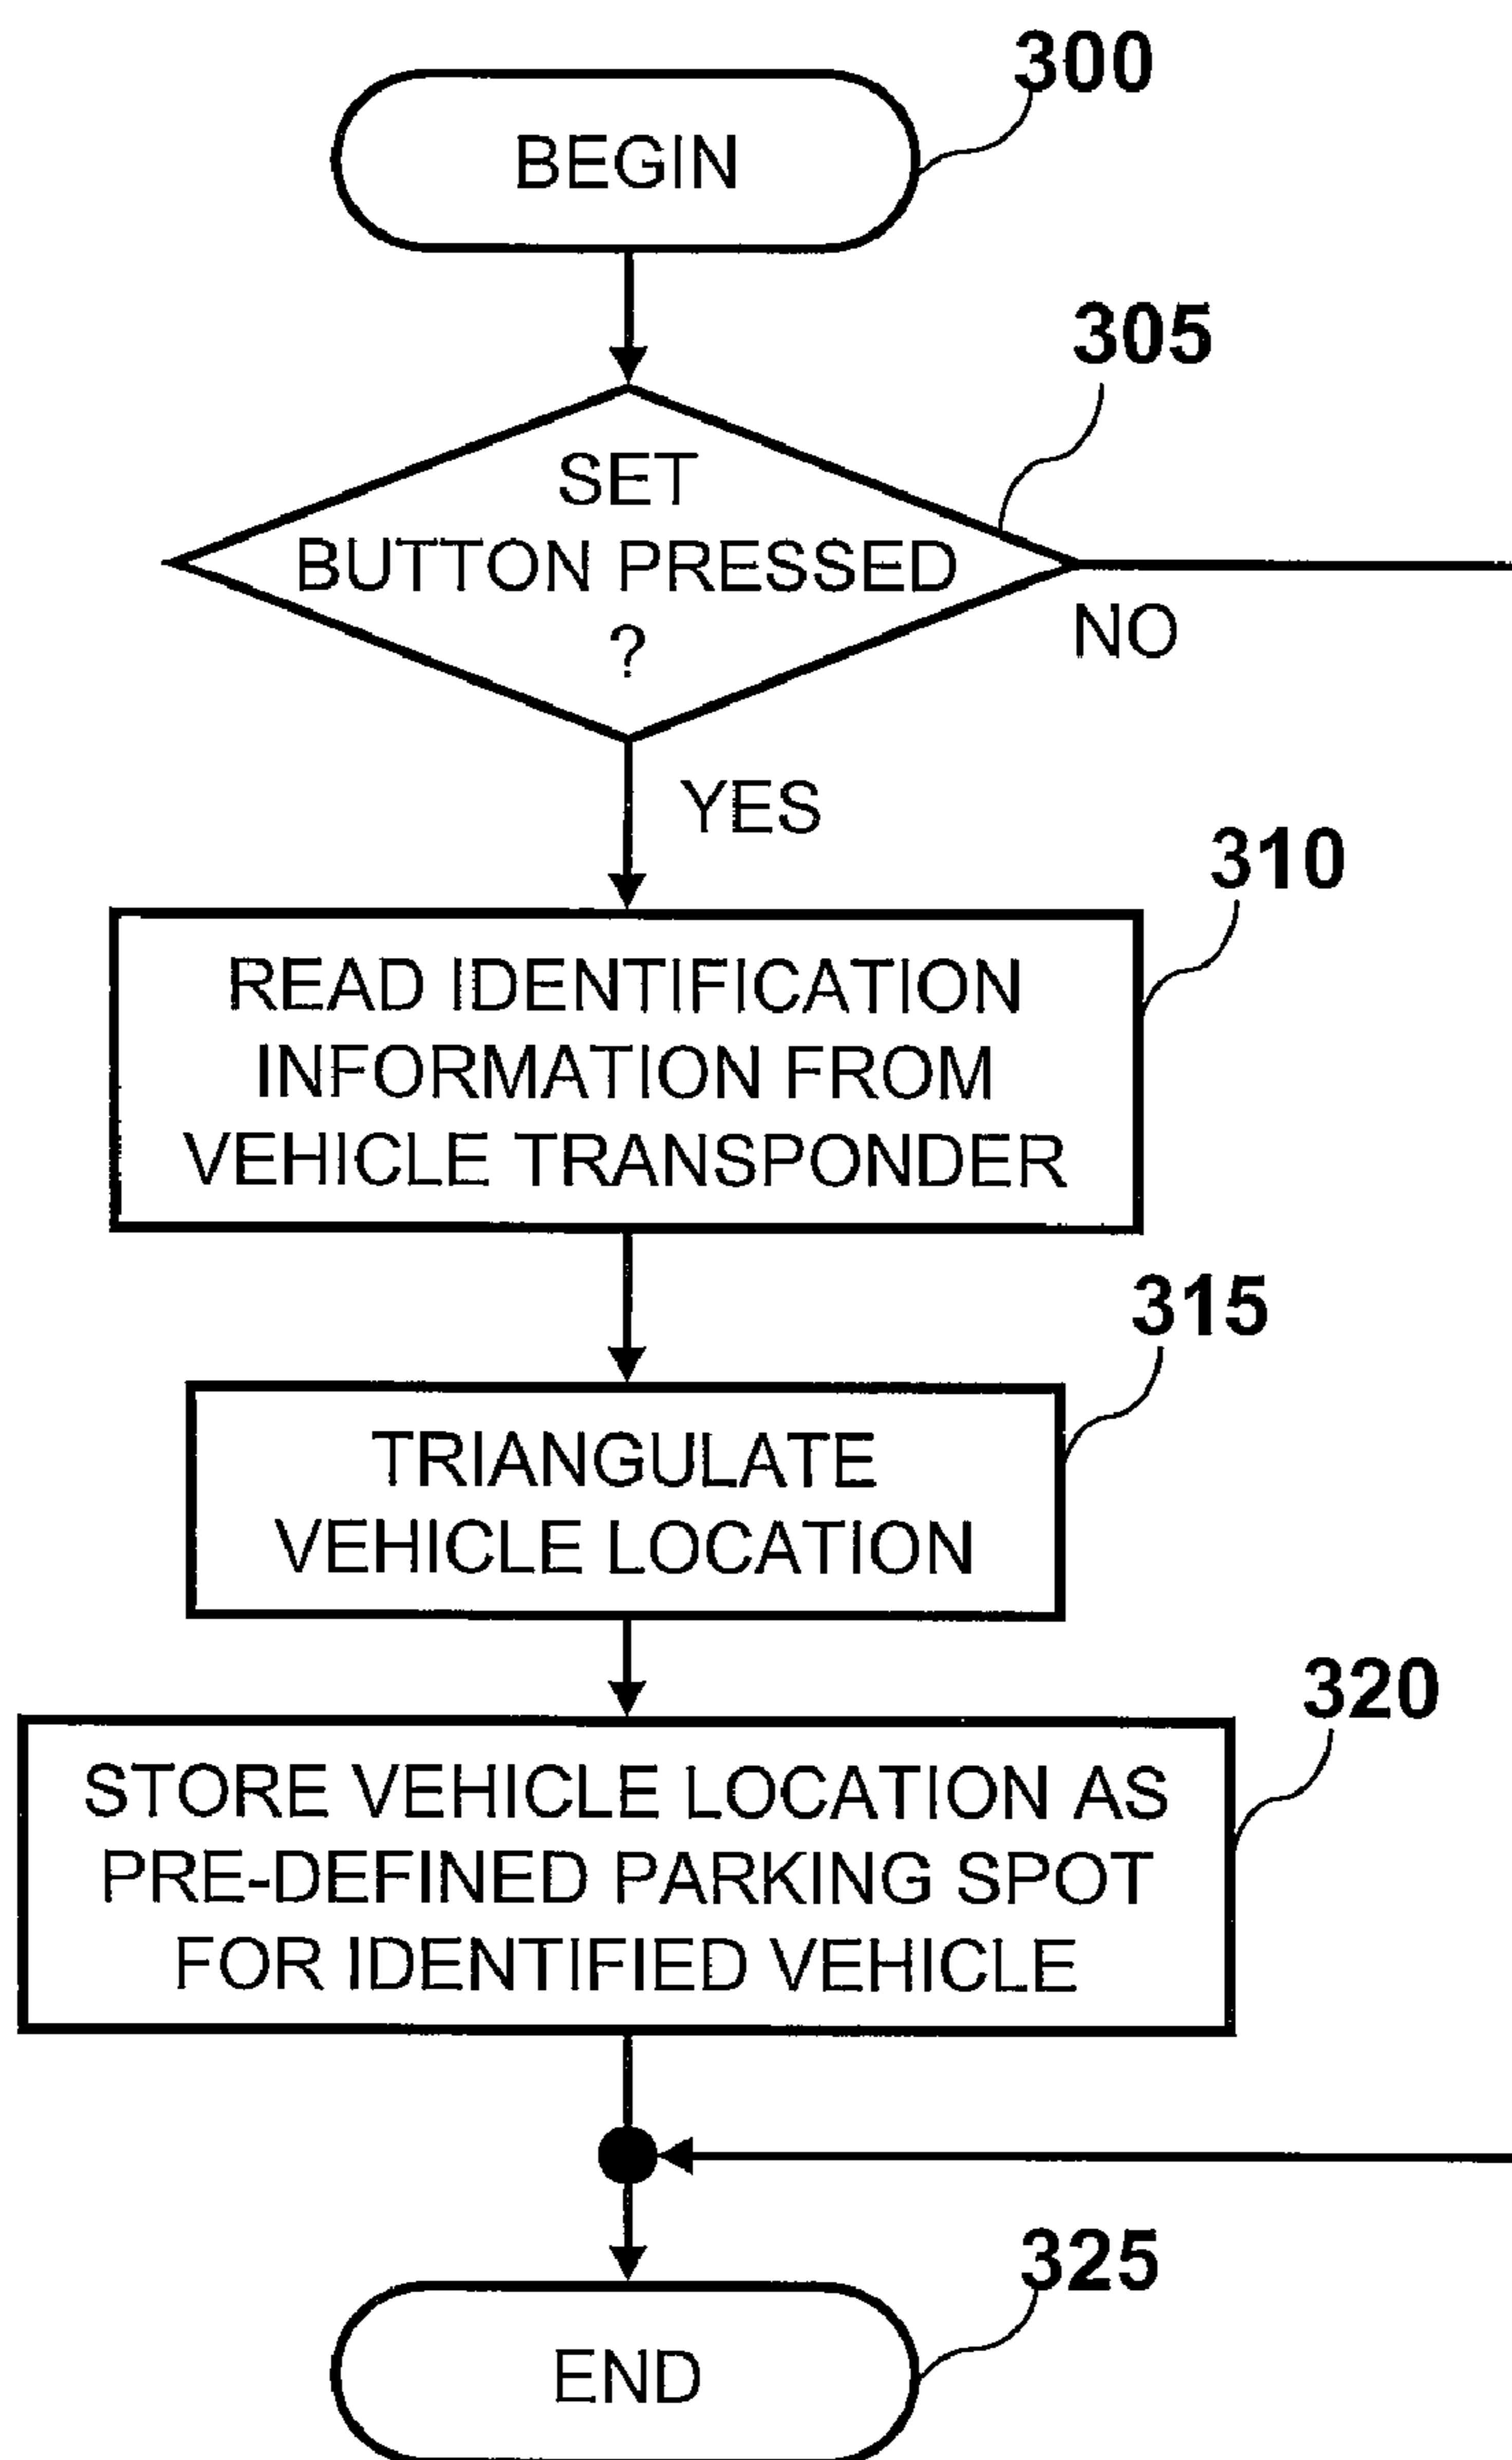 300
BEGIN
305
SET
BUTTON PRESSED
?
NO
YES
310
READ IDENTIFICATION
INFORMATION FROM
VEHICLE TRANSPONDER
315
TRIANGULATE
VEHICLE LOCATION
320
STORE VEHICLE LOCATION AS
PRE-DEFINED PARKING SPOT
FOR IDENTIFIED VEHICLE
325
END